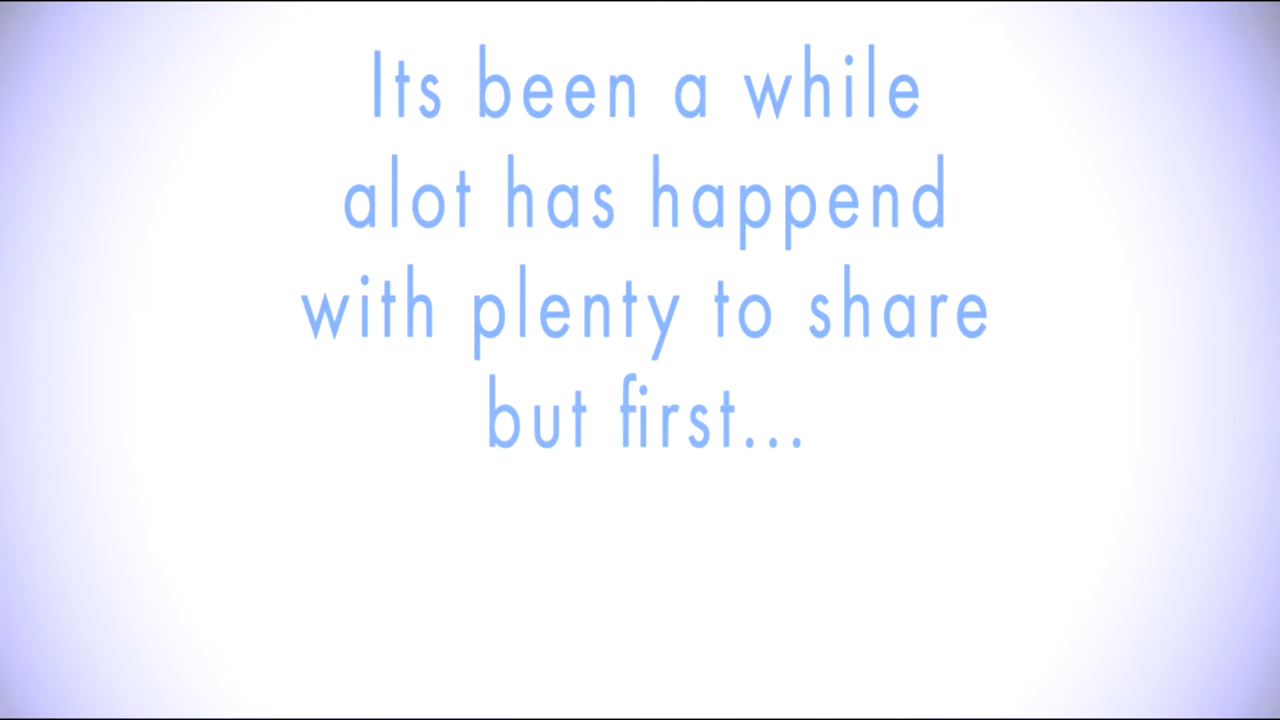 Its been a while
alot has happend
with plenty to share
but first...